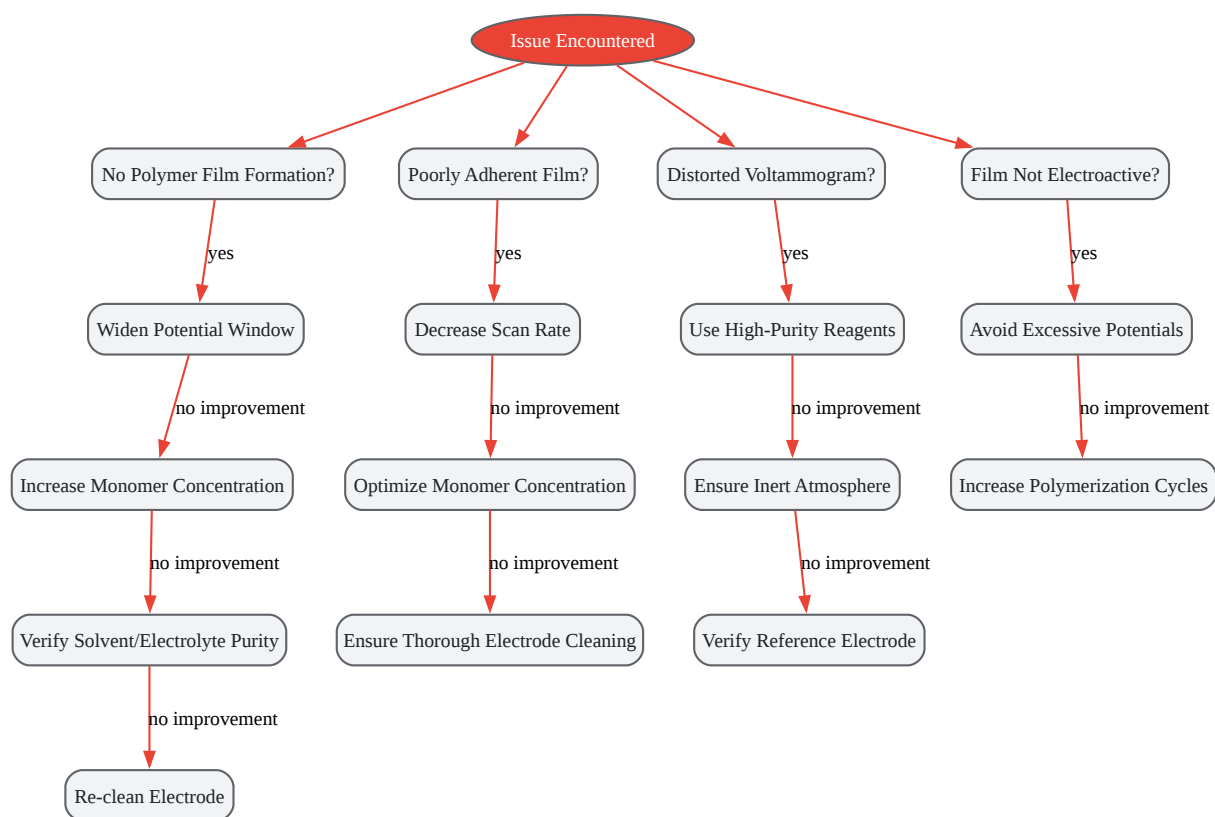 Issue Encountered
No Polymer Film Formation?
Poorly Adherent Film?
Distorted Voltammogram?
Film Not Electroactive?
yes
yes
yes
yes
Widen Potential Window
Decrease Scan Rate
Use High-Purity Reagents
Avoid Excessive Potentials
no improvement
no improvement
no improvement
no improvement
Increase Monomer Concentration
Optimize Monomer Concentration
Ensure Inert Atmosphere
Increase Polymerization Cycles
no improvement
no improvement
no improvement
Verify Solvent/Electrolyte Purity
Ensure Thorough Electrode Cleaning
Verify Reference Electrode
no improvement
Re-clean Electrode